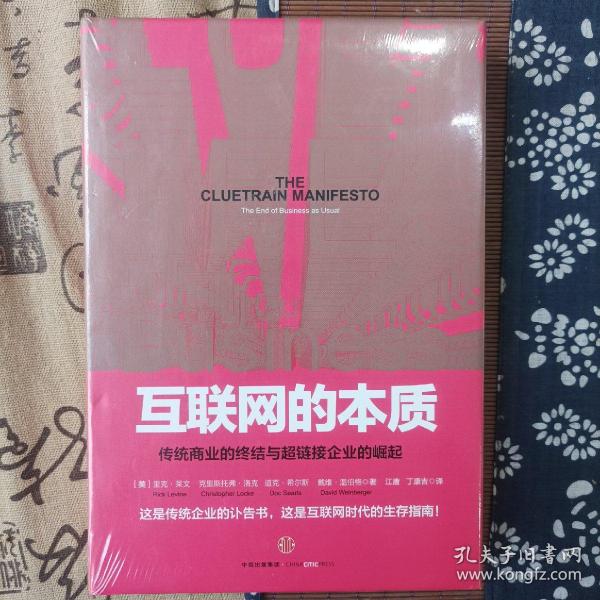 THE
CLUETRAIN MANIFESTO
The End of Business as Usual
Business
互联网的本质
传统商业的终结与超链接企业的崛起
[美] 里克·莱文 克里斯托弗·洛克 道克·希尔斯 戴维·温伯格 著 江唐 丁康吉 译
Rick Levine Christopher Locke Doc Searls David Weinberger
这是传统企业的讣告书，这是互联网时代的生存指南！
中信出版集团·CHINACITICPRESS
孔夫子旧书网
www.kongfz.com